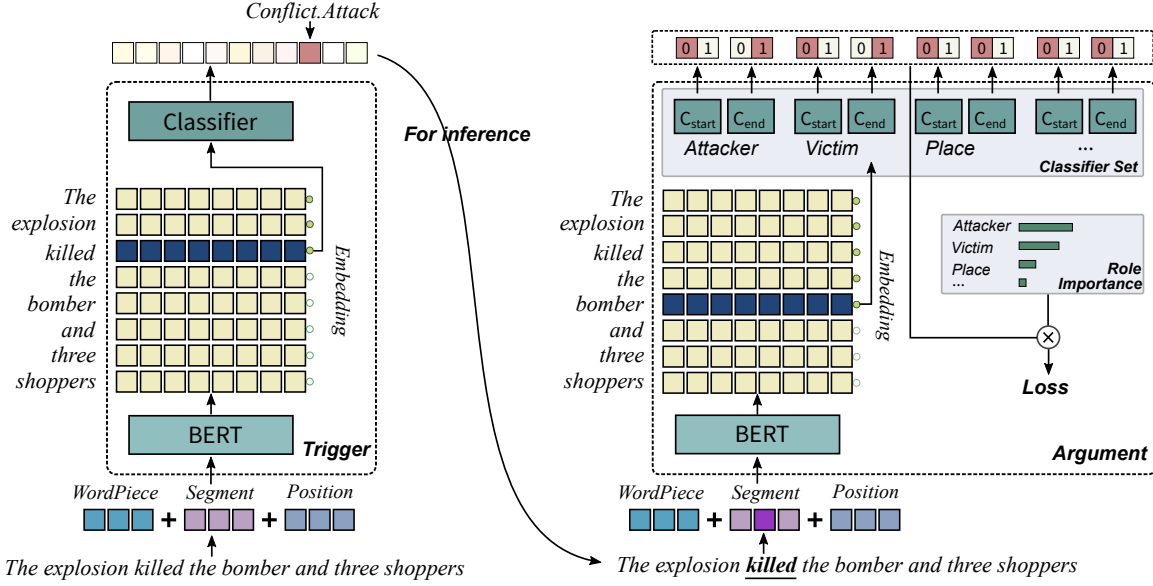 Conflict.Attack
Classifier
The
explosion
killed
the
bomber
and
three
shoppers
Embedding
BERT
Trigger
WordPiece + Segment + Position
The explosion killed the bomber and three shoppers
For inference
0 1 0 1 0 1 0 1 0 1 0 1 0 1 0 1
Cstart Cend Cstart Cend Cstart Cend Cstart Cend
Attacker Victim Place ...
Classifier Set
The
explosion
killed
the
bomber
and
three
shoppers
Embedding
Attacker
Victim
Place
...
Role
Importance
×
Loss
BERT
Argument
WordPiece + Segment + Position
The explosion killed the bomber and three shoppers